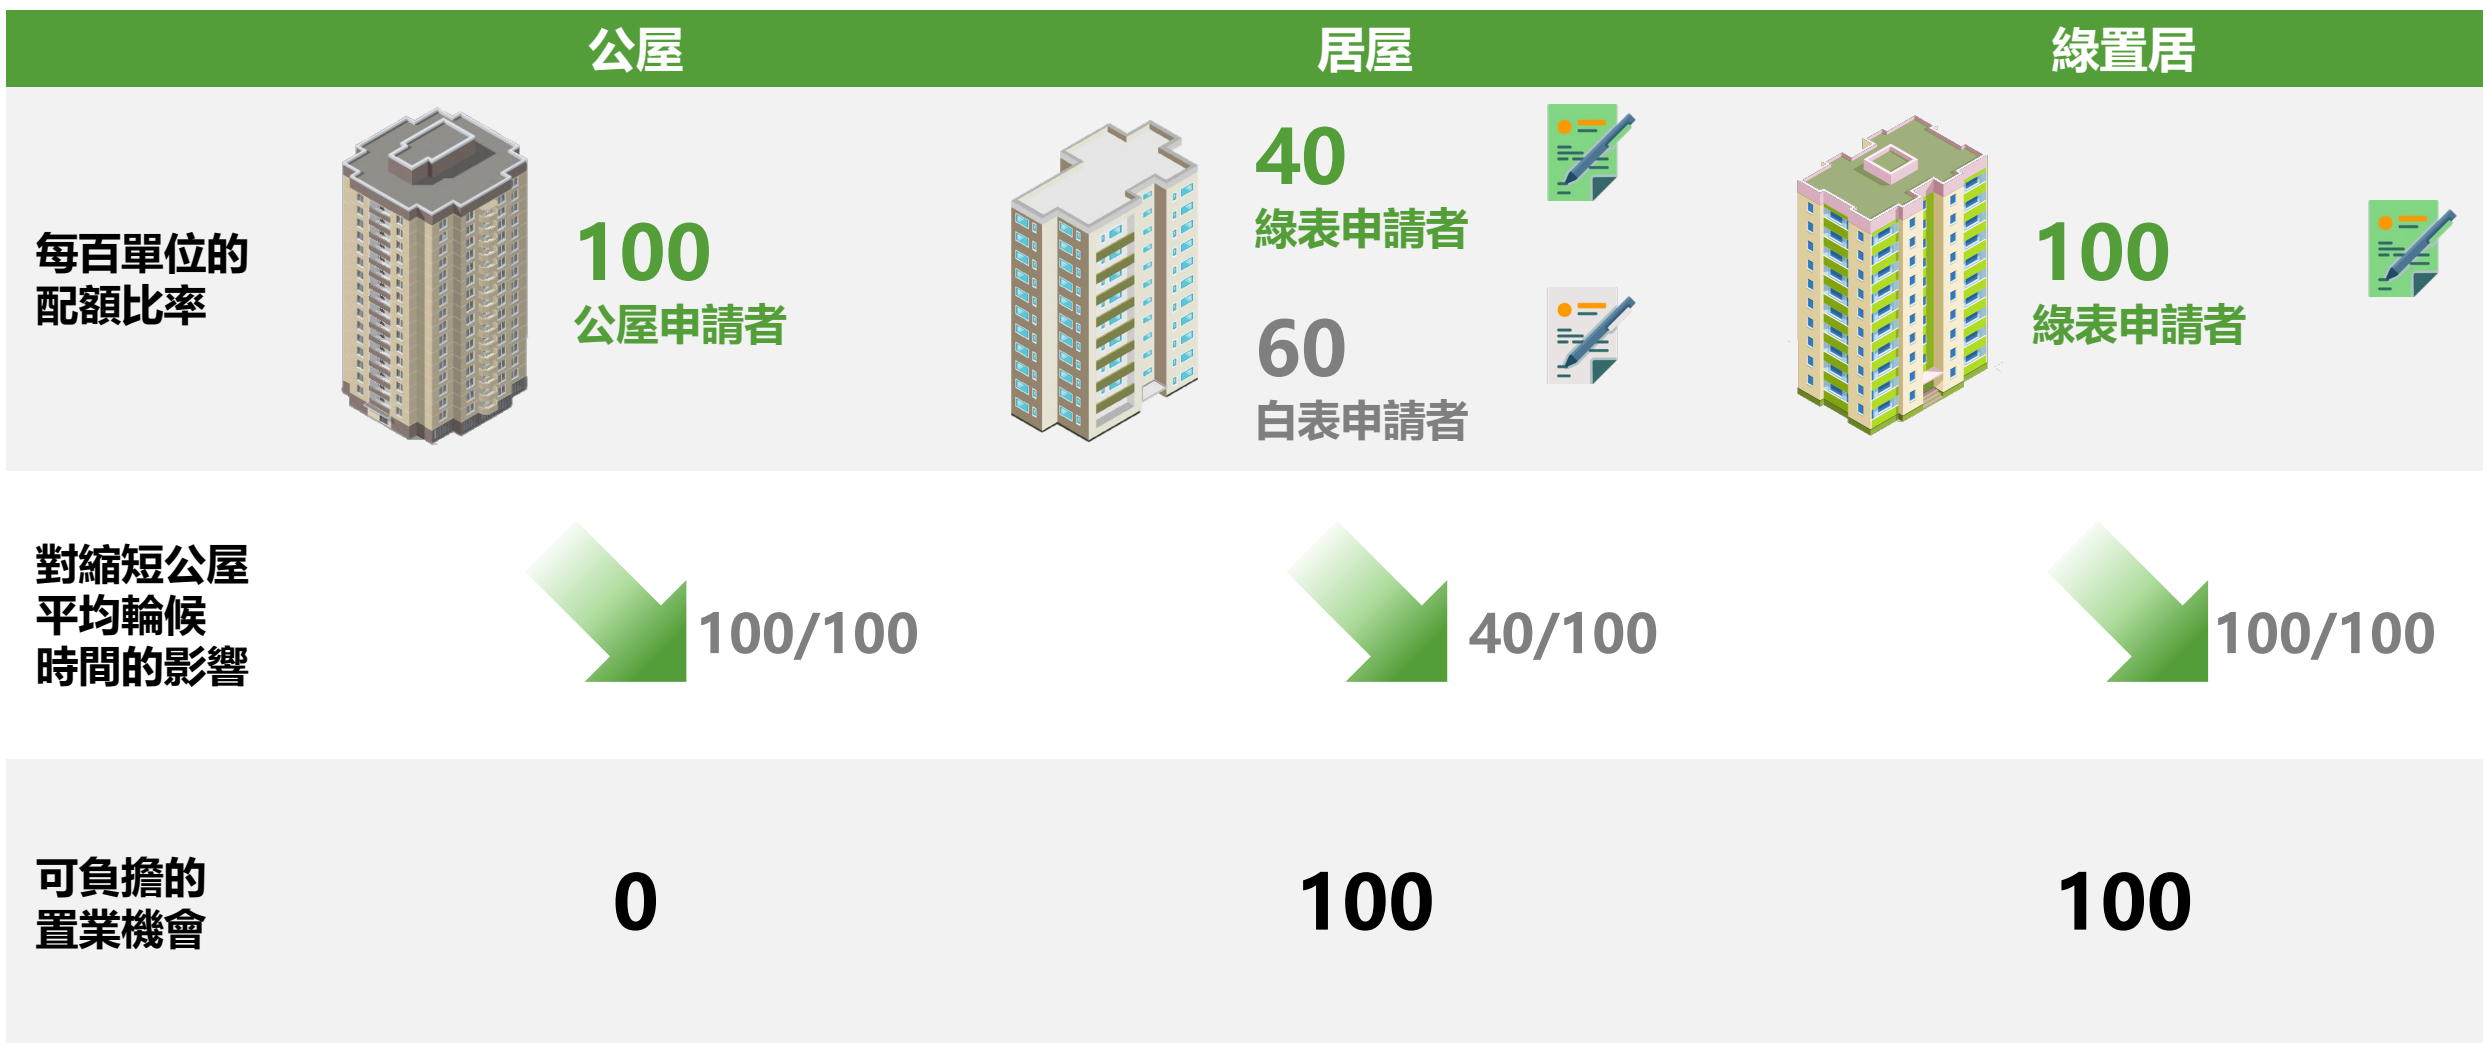 公屋
居屋
綠置居
每百單位的
配額比率
100
公屋申請者
40
綠表申請者
60
白表申請者
100
綠表申請者
對縮短公屋
平均輪候
時間的影響
100/100
40/100
100/100
可負擔的
置業機會
0
100
100